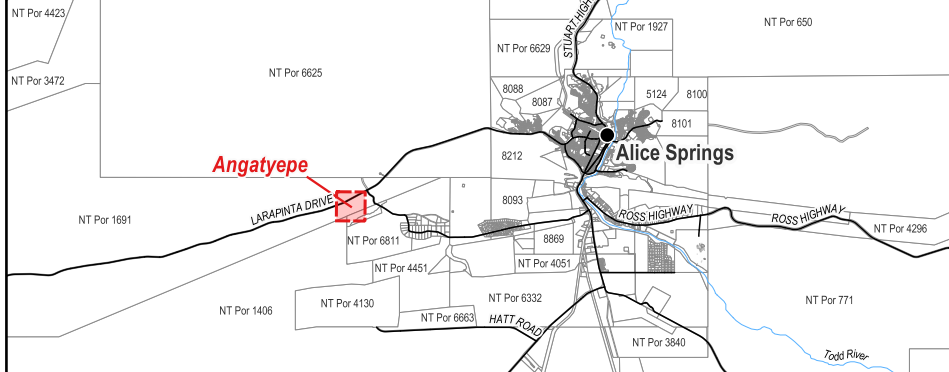 NT Por 4423
STUART HIGH
NT Por 1927
NT Por 650
NT Por 6629
NT Por 6625
NT Por 3472
8088
8087
5124
8100
8101
Alice Springs
8212
Angatyepe
LARAPINTA DRIVE
8093
NT Por 1691
ROSS HIGHWAY
ROSS HIGHWAY
NT Por 4296
NT Por 6811
8869
NT Por 4451
NT Por 4051
NT Por 4130
NT Por 6332
NT Por 771
NT Por 1406
NT Por 6663
HATT ROAD
NT Por 3840
Todd River